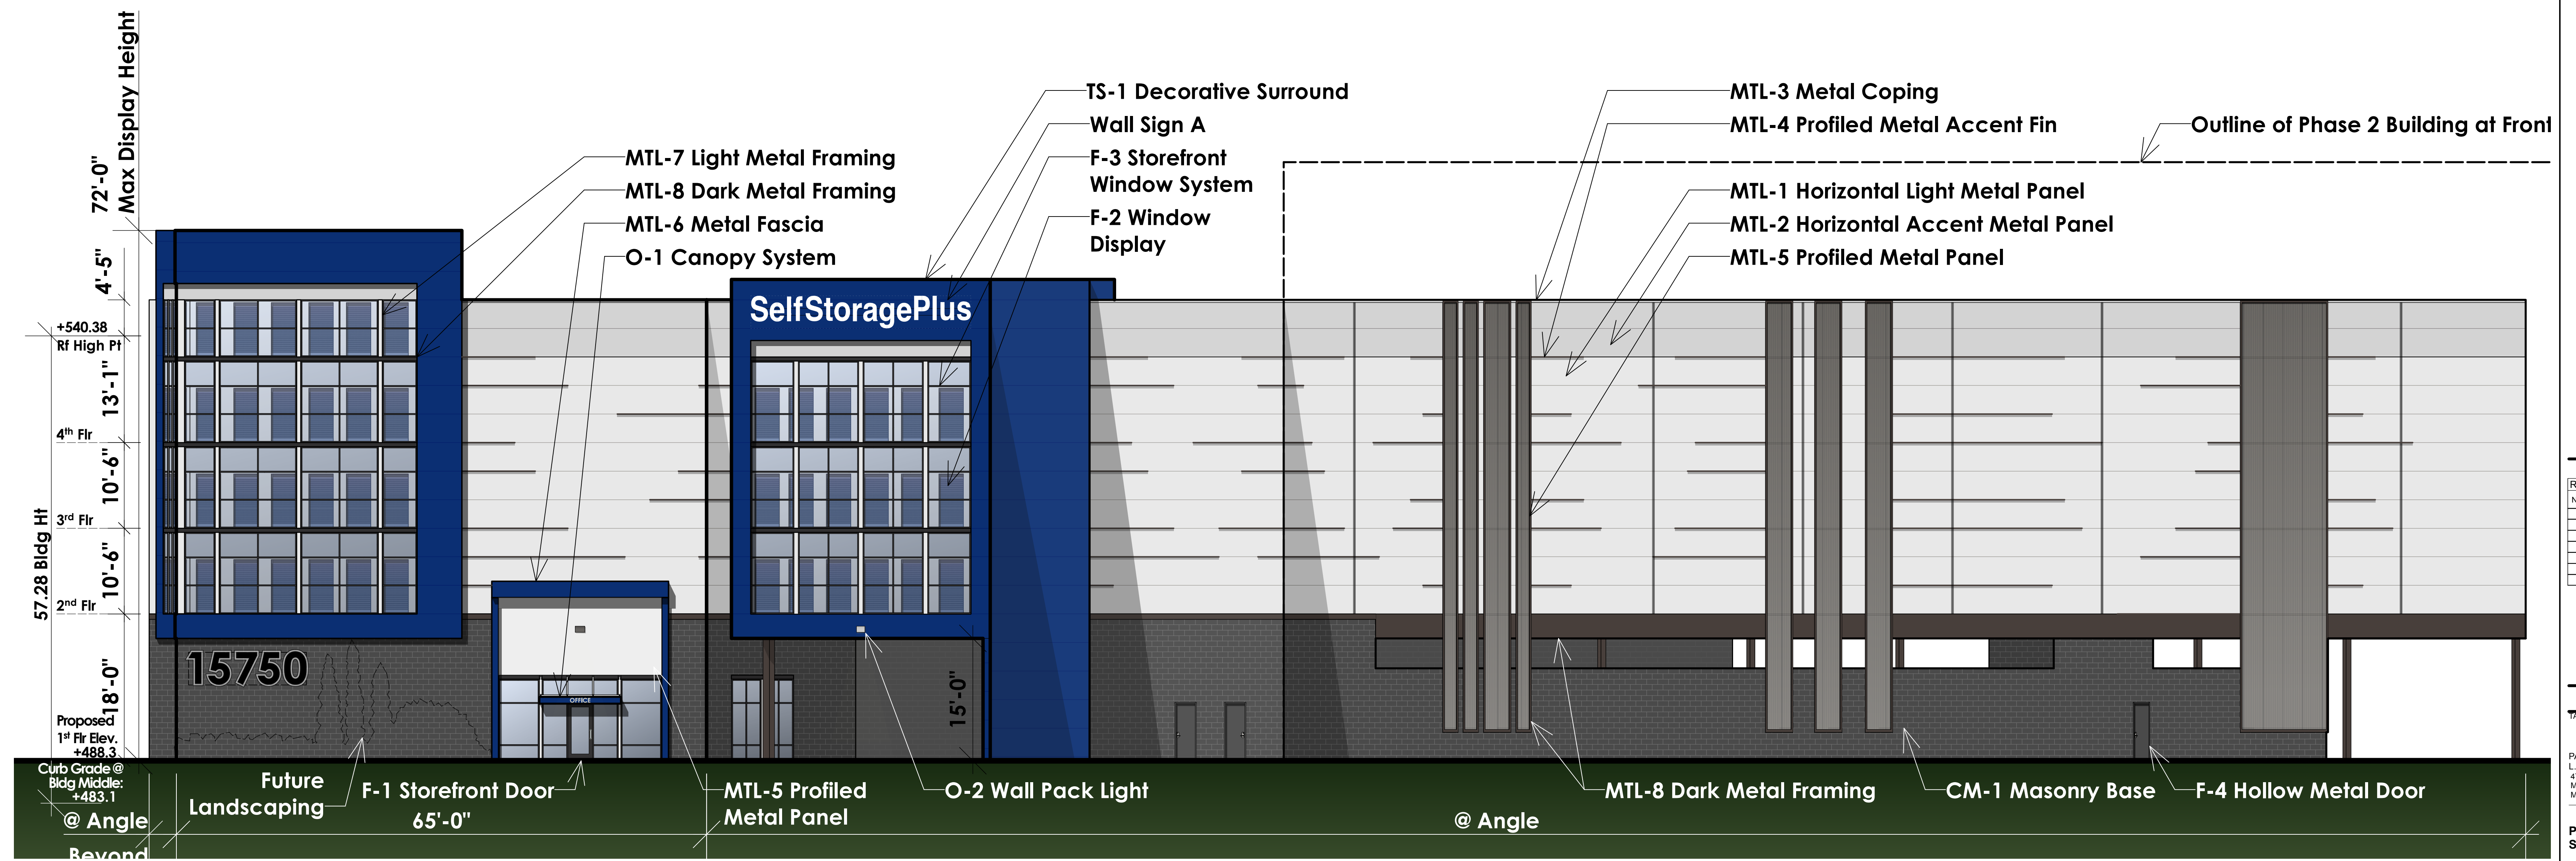 72'-0"
Max Display Height
4'-5"
+540.38
Rf High Pt
13'-1"
4th Flr
10'-6"
3rd Flr
10'-6"
2nd Flr
57.28 Bldg Ht
18'-0"
Proposed
1st Flr Elev.
+488.3
Curb Grade @
Bldg Middle:
+483.1
@ Angle
Beyond
MTL-7 Light Metal Framing
MTL-8 Dark Metal Framing
MTL-6 Metal Fascia
O-1 Canopy System
TS-1 Decorative Surround
Wall Sign A
F-3 Storefront
Window System
F-2 Window
Display
MTL-3 Metal Coping
MTL-4 Profiled Metal Accent Fin
MTL-1 Horizontal Light Metal Panel
MTL-2 Horizontal Accent Metal Panel
MTL-5 Profiled Metal Panel
Outline of Phase 2 Building at Front
SelfStoragePlus
15750
OFFICE
15'-0"
Future
Landscaping
F-1 Storefront Door
65'-0"
MTL-5 Profiled
Metal Panel
O-2 Wall Pack Light
MTL-8 Dark Metal Framing
CM-1 Masonry Base
F-4 Hollow Metal Door
@ Angle